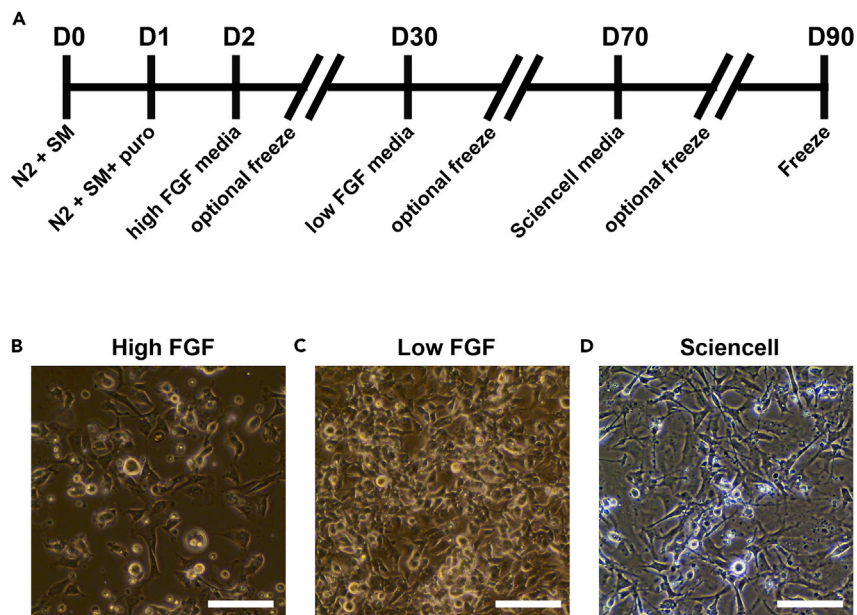 A
D0 D1 D2 D30 D70 D90
N2 + SM
N2 + SM+ puro
high FGF media
optional freeze
low FGF media
optional freeze
Sciencell media
optional freeze
Freeze
B High FGF C Low FGF D Sciencell